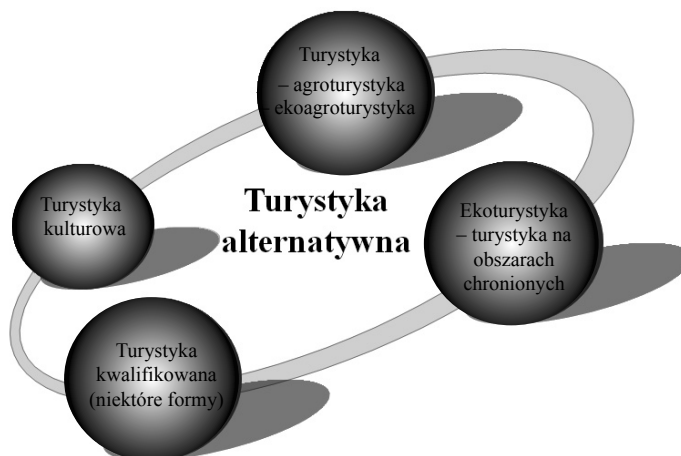 Turystyka
– agroturystyka
– ekoagroturystyka
Turystyka
kulturowa
Turystyka
alternatywna
Ekoturystyka
– turystyka na
obszarach
chronionych
Turystyka
kwalifikowana
(niektóre formy)